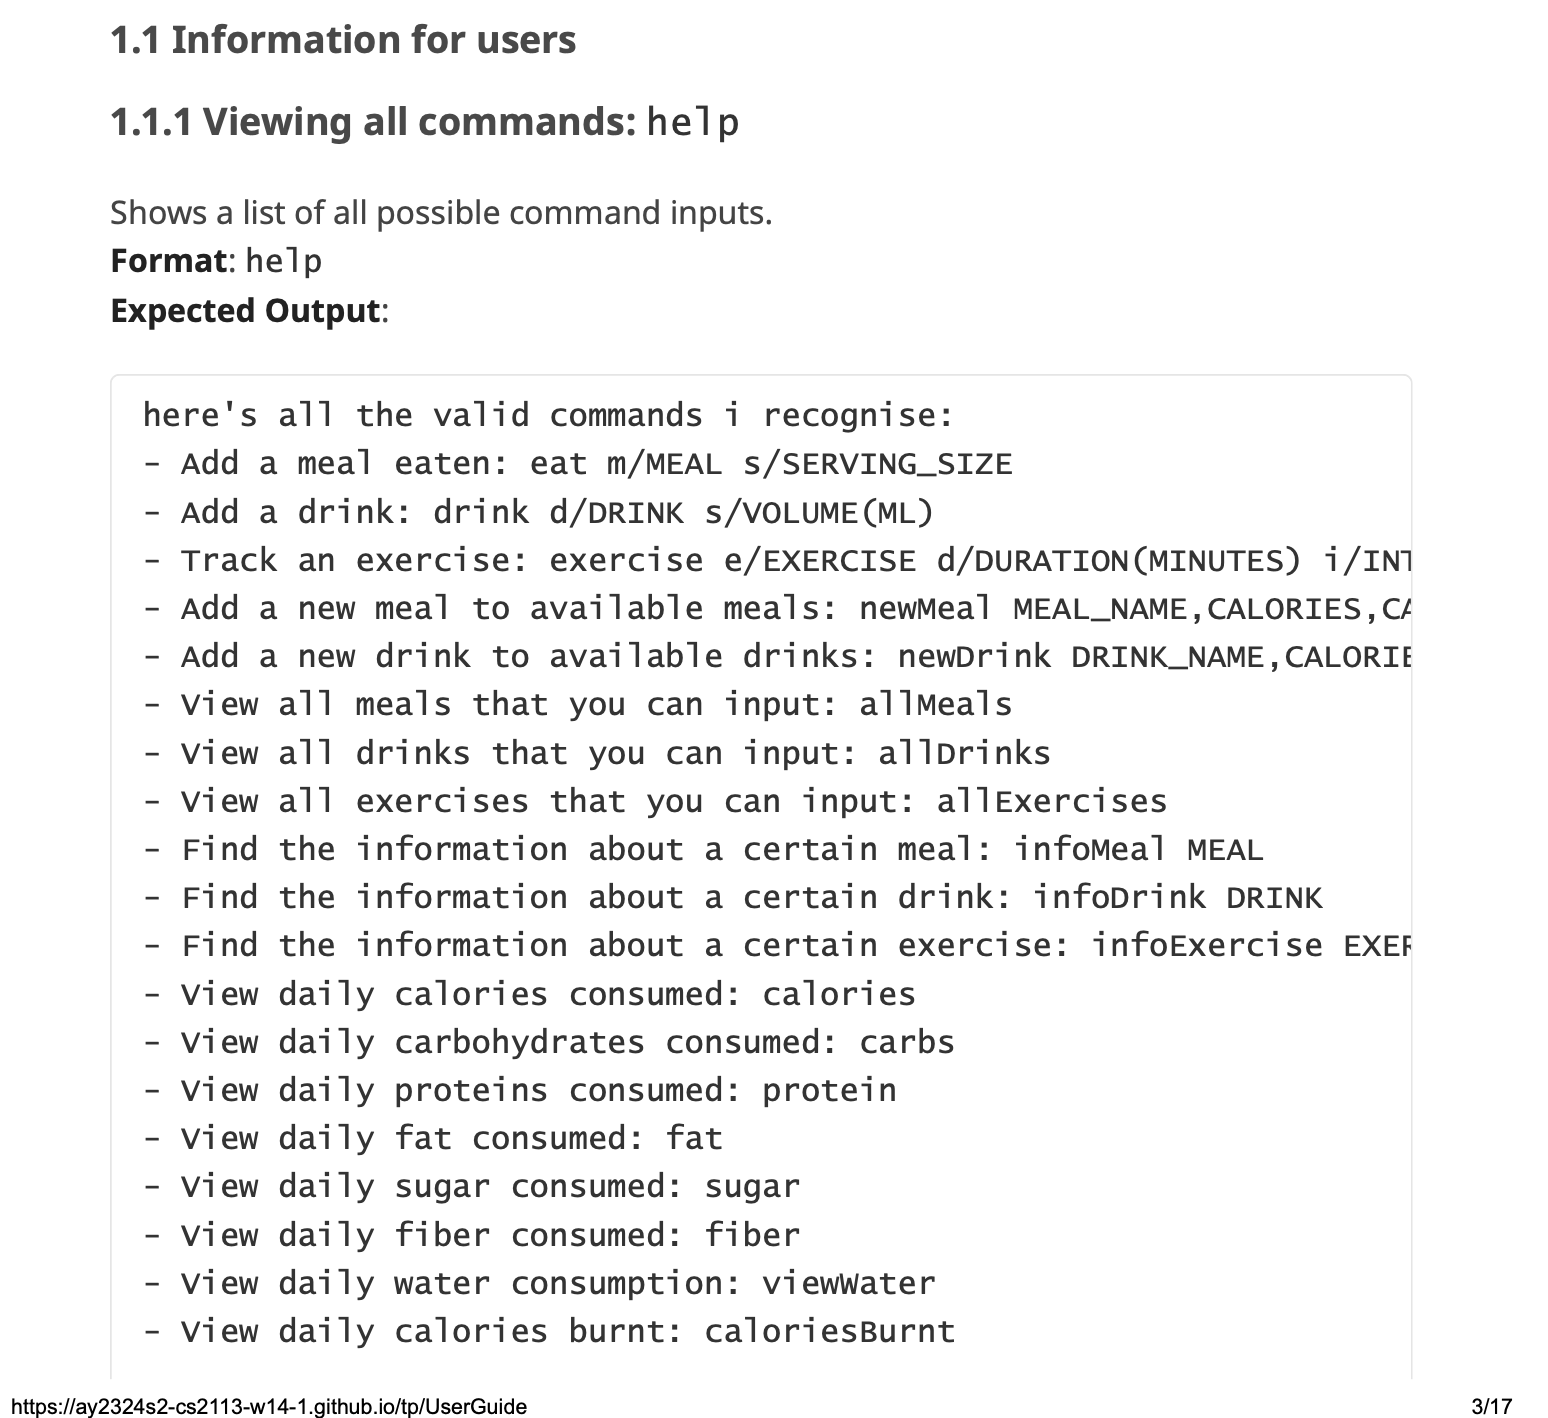 1.1 Information for users
1.1.1 Viewing all commands: help
Shows a list of all possible command inputs.
Format: help
Expected Output:
here's all the valid commands i recognise:
- Add a meal eaten: eat m/MEAL s/SERVING_SIZE
- Add a drink: drink d/DRINK s/VOLUME(ML)
- Track an exercise: exercise e/EXERCISE d/DURATION(MINUTES) i/INT
- Add a new meal to available meals: newMeal MEAL_NAME,CALORIES,CA
- Add a new drink to available drinks: newDrink DRINK_NAME,CALORIE
- View all meals that you can input: allMeals
- View all drinks that you can input: allDrinks
- View all exercises that you can input: allExercises
- Find the information about a certain meal: infoMeal MEAL
- Find the information about a certain drink: infoDrink DRINK
- Find the information about a certain exercise: infoExercise EXER
- View daily calories consumed: calories
- View daily carbohydrates consumed: carbs
- View daily proteins consumed: protein
- View daily fat consumed: fat
- View daily sugar consumed: sugar
- View daily fiber consumed: fiber
- View daily water consumption: viewWater
- View daily calories burnt: caloriesBurnt
https://ay2324s2-cs2113-w14-1.github.io/tp/UserGuide 3/17